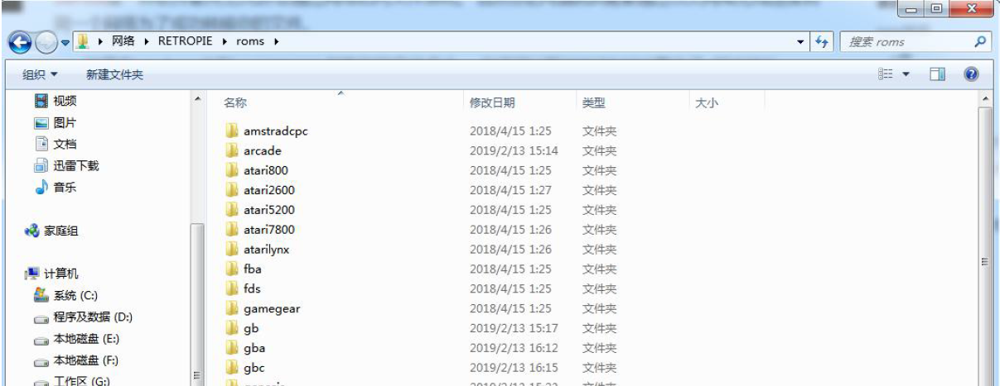 网络 RETROPIE roms
搜索 roms
组织 新建文件夹
视频
图片
文档
迅雷下载
音乐
家庭组
计算机
系统 (C:)
程序及数据 (D:)
本地磁盘 (E:)
本地磁盘 (F:)
工作区 (G:)
名称 修改日期 类型 大小
amstradcpc 2018/4/15 1:25 文件夹
arcade 2019/2/13 15:14 文件夹
atari800 2018/4/15 1:25 文件夹
atari2600 2018/4/15 1:27 文件夹
atari5200 2018/4/15 1:25 文件夹
atari7800 2018/4/15 1:26 文件夹
atarilynx 2018/4/15 1:26 文件夹
fba 2018/4/15 1:25 文件夹
fds 2018/4/15 1:25 文件夹
gamegear 2018/4/15 1:25 文件夹
gb 2019/2/13 15:17 文件夹
gba 2019/2/13 16:12 文件夹
gbc 2019/2/13 16:15 文件夹